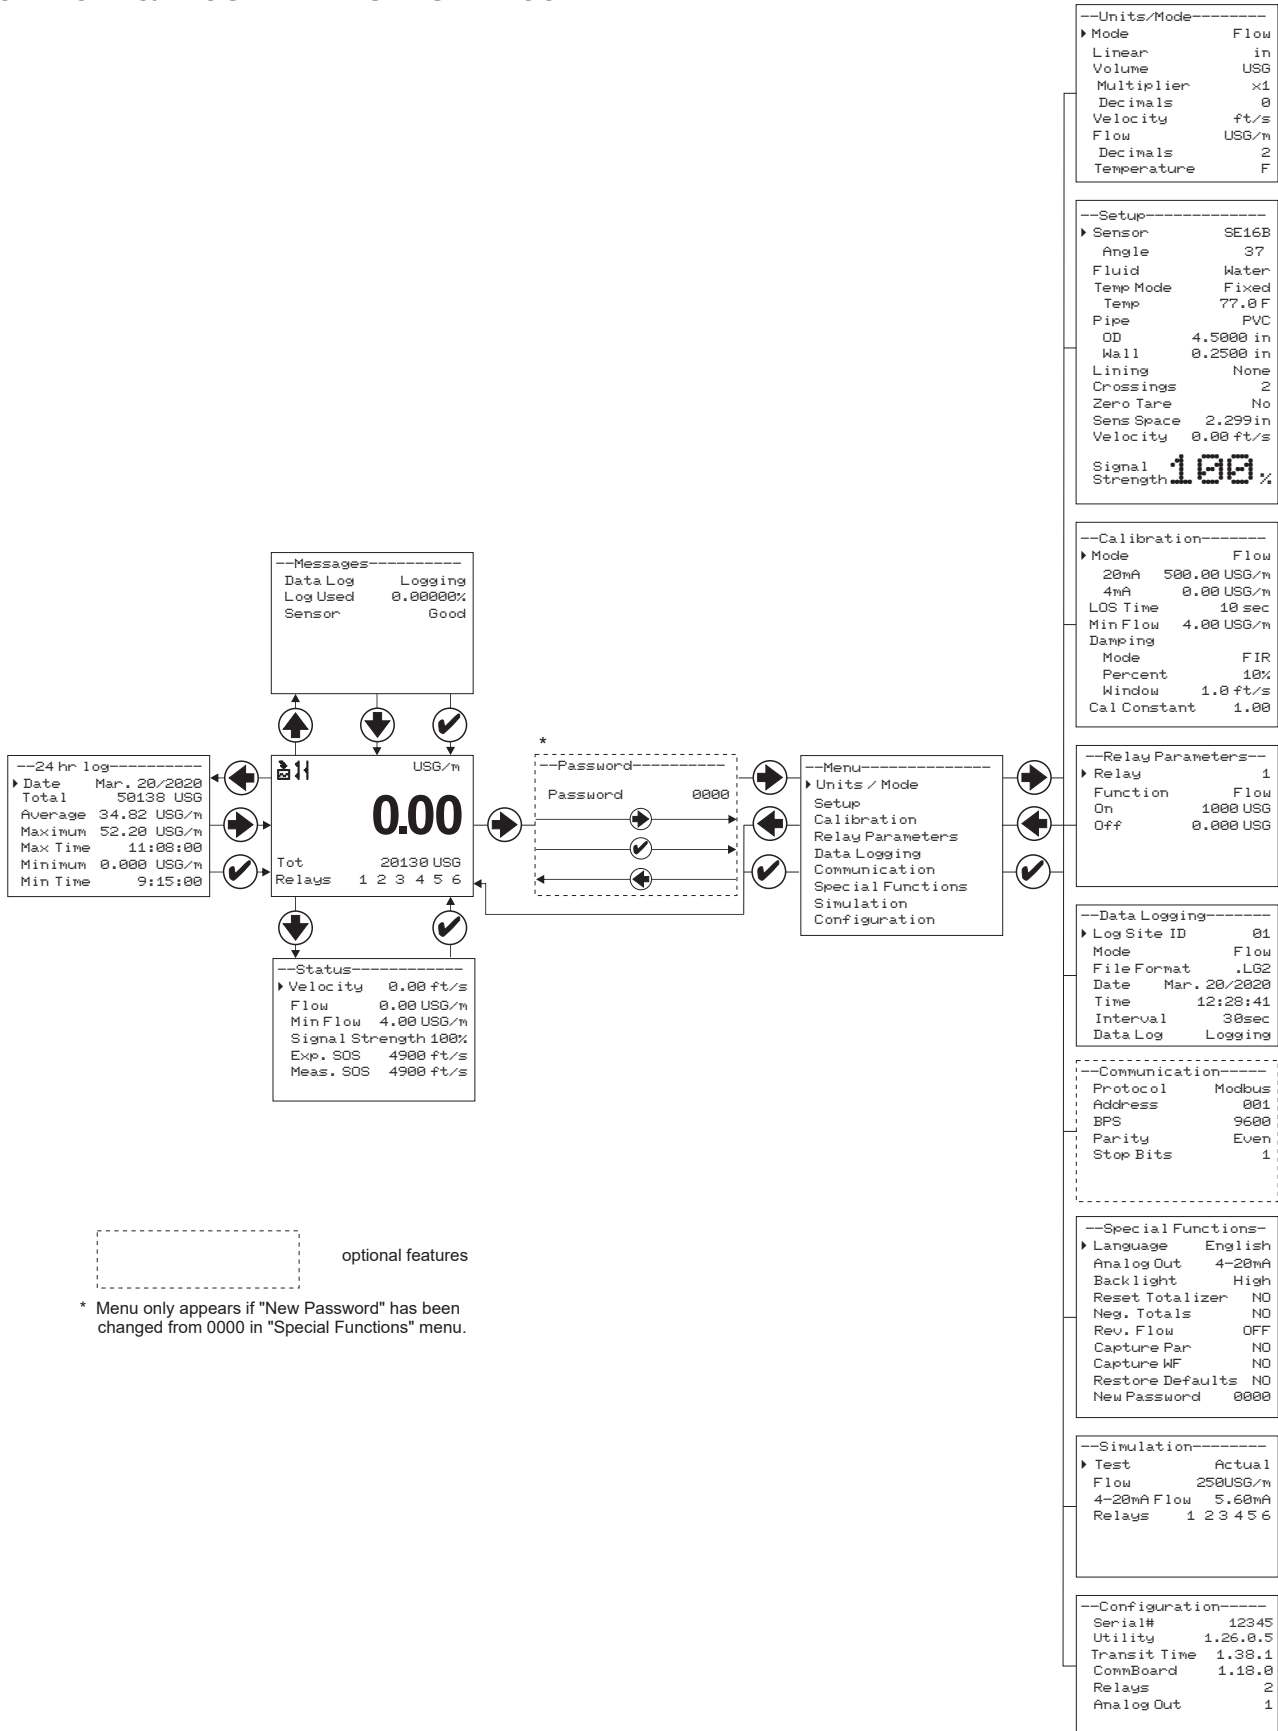 --Units/Mode--------
Mode Flow
Linear in
Volume USG
Multiplier x1
Decimals 0
Velocity ft/s
Flow USG/m
Decimals 2
Temperature F
--Setup-------------
Sensor SE16B
Angle 37
Fluid Water
Temp Mode Fixed
Temp 77.0 F
Pipe PVC
OD 4.5000 in
Wall 0.2500 in
Lining None
Crossings 2
Zero Tare No
Sens Space 2.299in
Velocity 0.00 ft/s
Signal Strength 100%
--Calibration-------
Mode Flow
20mA 500.00 USG/m
4mA 0.00 USG/m
LOS Time 10 sec
Min Flow 4.00 USG/m
Damping
Mode FIR
Percent 10%
Window 1.0 ft/s
Cal Constant 1.00
--Messages----------
Data Log Logging
Log Used 0.00000%
Sensor Good
--24 hr log----------
Date Mar. 20/2020
Total 50138 USG
Average 34.82 USG/m
Maximum 52.20 USG/m
Max Time 11:08:00
Minimum 0.000 USG/m
Min Time 9:15:00
USG/m
0.00
Tot 20130 USG
Relays 1 2 3 4 5 6
*
--Password----------
Password 0000
--Menu---------------
Units / Mode
Setup
Calibration
Relay Parameters
Data Logging
Communication
Special Functions
Simulation
Configuration
--Relay Parameters--
Relay 1
Function Flow
On 1000 USG
Off 0.000 USG
--Status------------
Velocity 0.00 ft/s
Flow 0.00 USG/m
Min Flow 4.00 USG/m
Signal Strength 100%
Exp. SOS 4900 ft/s
Meas. SOS 4900 ft/s
--Data Logging-------
Log Site ID 01
Mode Flow
File Format .LG2
Date Mar. 20/2020
Time 12:28:41
Interval 30sec
Data Log Logging
--Communication-----
Protocol Modbus
Address 001
BPS 9600
Parity Even
Stop Bits 1
optional features
* Menu only appears if "New Password" has been
changed from 0000 in "Special Functions" menu.
--Special Functions-
Language English
Analog Out 4-20mA
Backlight High
Reset Totalizer NO
Neg. Totals NO
Rev. Flow OFF
Capture Par NO
Capture WF NO
Restore Defaults NO
New Password 0000
--Simulation--------
Test Actual
Flow 250USG/m
4-20mA Flow 5.60mA
Relays 1 2 3 4 5 6
--Configuration-----
Serial# 12345
Utility 1.26.0.5
Transit Time 1.38.1
CommBoard 1.18.0
Relays 2
Analog Out 1